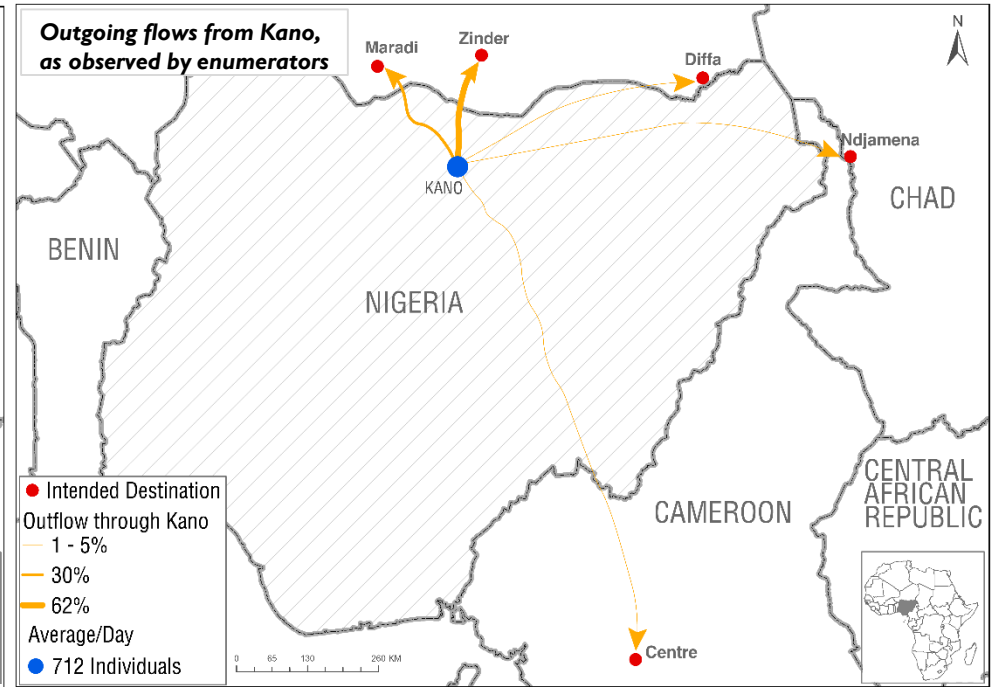 Outgoing flows from Kano,
as observed by enumerators
N
Maradi
Zinder
Diffa
Ndjamena
KANO
CHAD
BENIN
NIGERIA
CENTRAL
AFRICAN
REPUBLIC
CAMEROON
Centre
Intended Destination
Outflow through Kano
1 - 5%
30%
62%
Average/Day
712 Individuals
0 65 130 260 KM